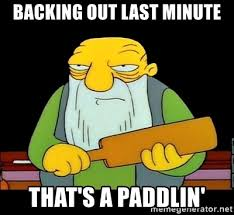 BACKING OUT LAST MINUTE
THAT'S A PADDLIN'
memegenerator.net